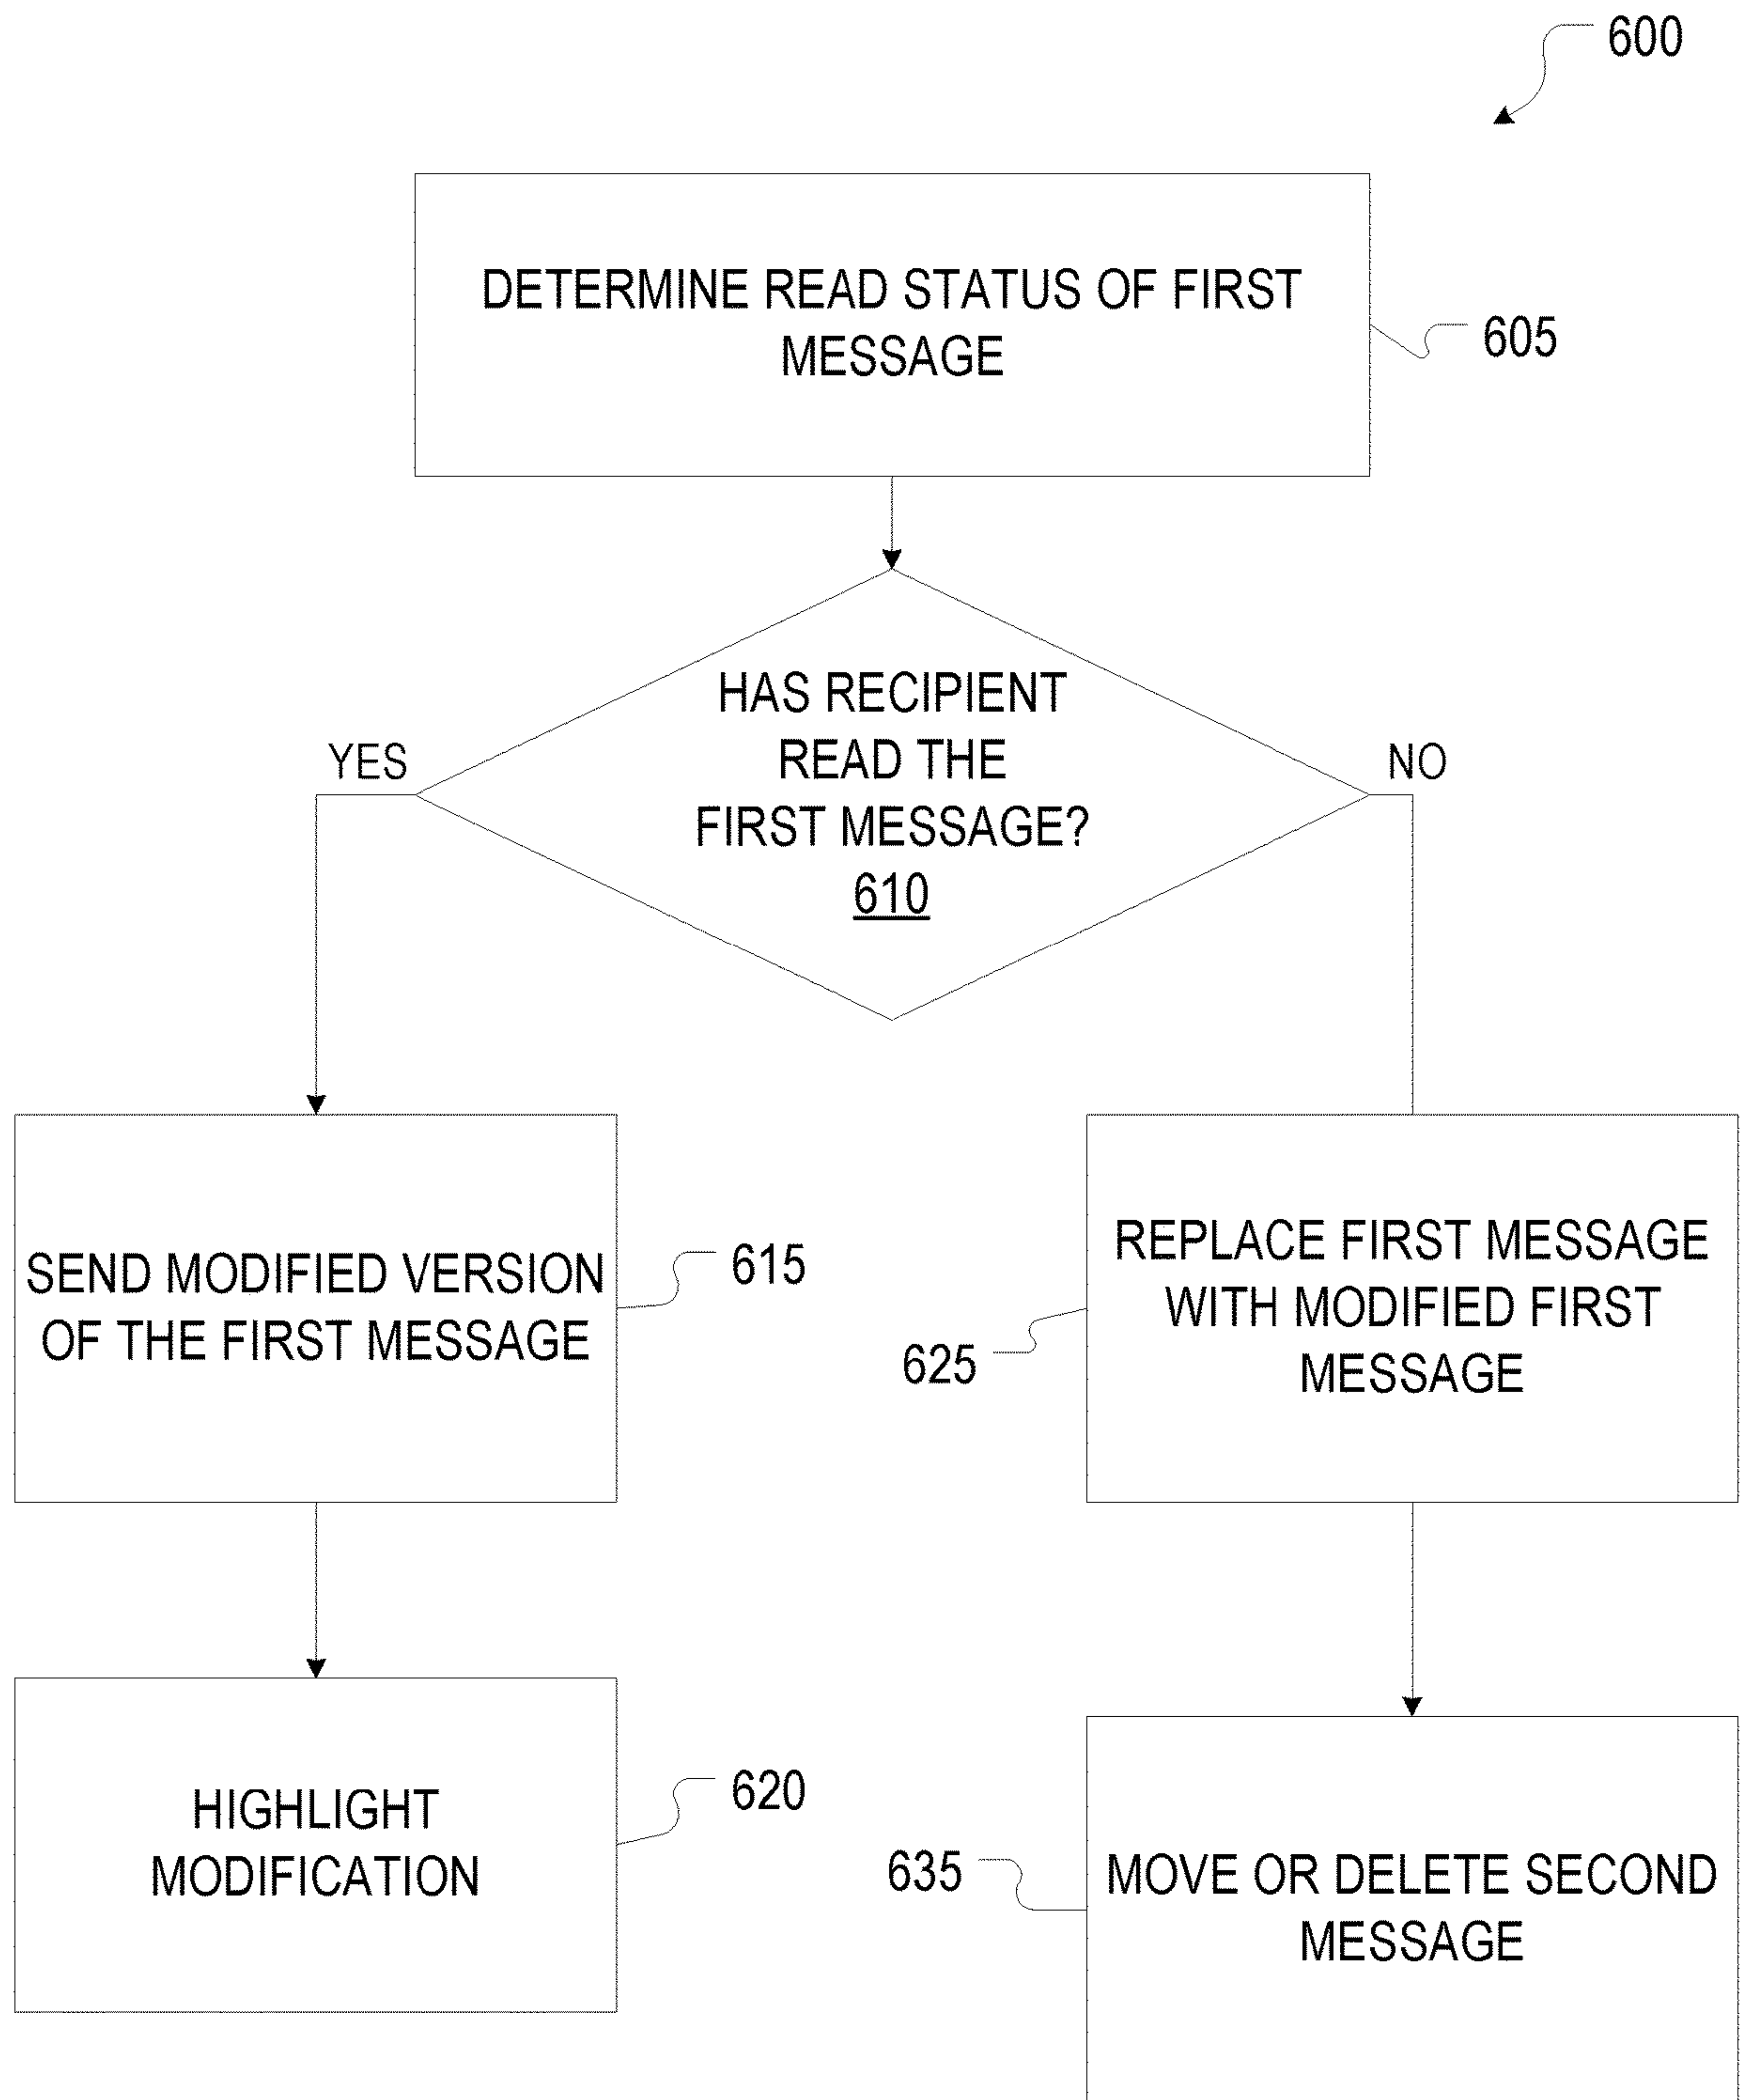 600
DETERMINE READ STATUS OF FIRST
MESSAGE
605
HAS RECIPIENT
READ THE
FIRST MESSAGE?
610
YES
NO
SEND MODIFIED VERSION
OF THE FIRST MESSAGE
615
REPLACE FIRST MESSAGE
WITH MODIFIED FIRST
MESSAGE
625
HIGHLIGHT
MODIFICATION
620
MOVE OR DELETE SECOND
MESSAGE
635